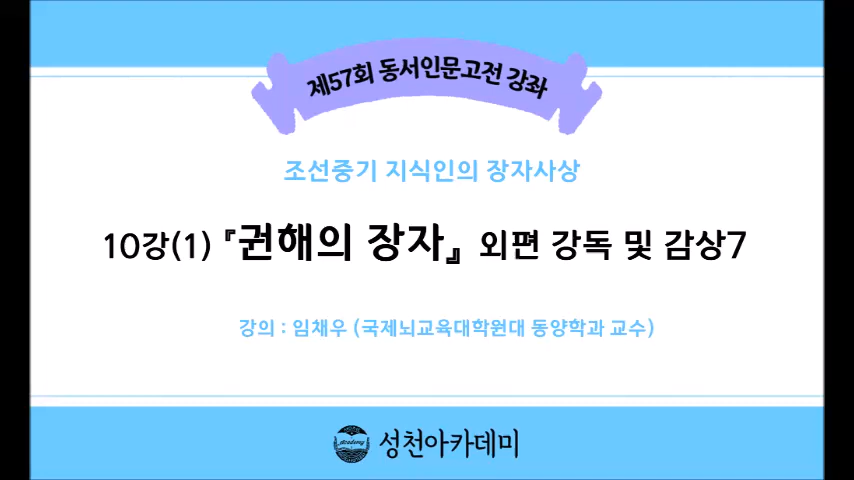 제57회 동서인문고전 강좌
조선중기 지식인의 장자사상
10강(1) 『권해의 장자』 외편 강독 및 감상7
강의 : 임채우 (국제뇌교육대학원대 동양학과 교수)
academy 성천아카데미